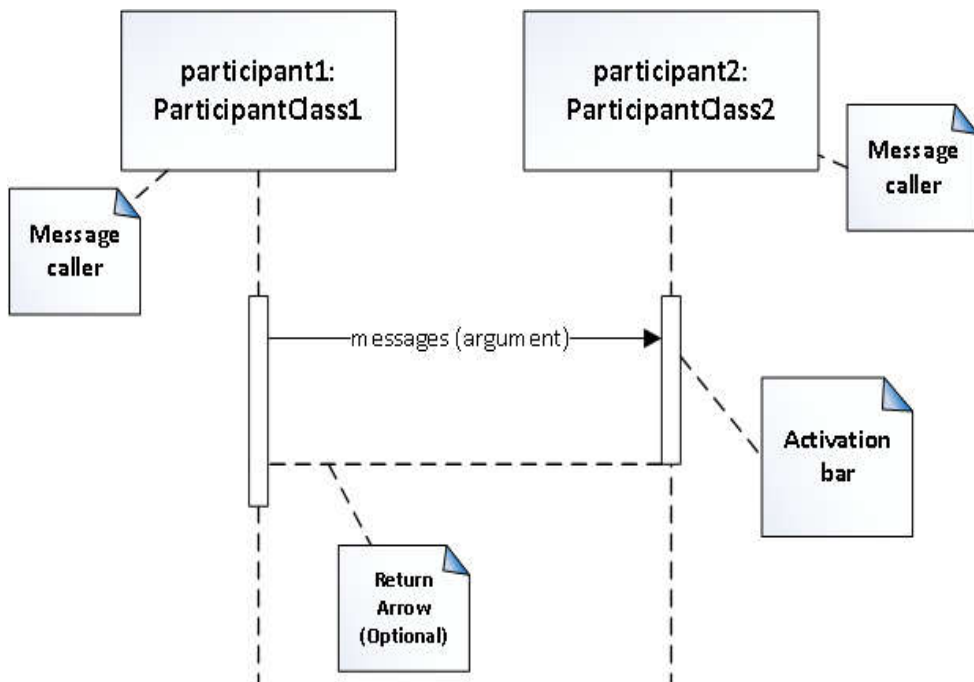 participant1:
ParticipantClass1
participant2:
ParticipantClass2
Message
caller
Message
caller
messages (argument)
Activation
bar
Return
Arrow
(Optional)